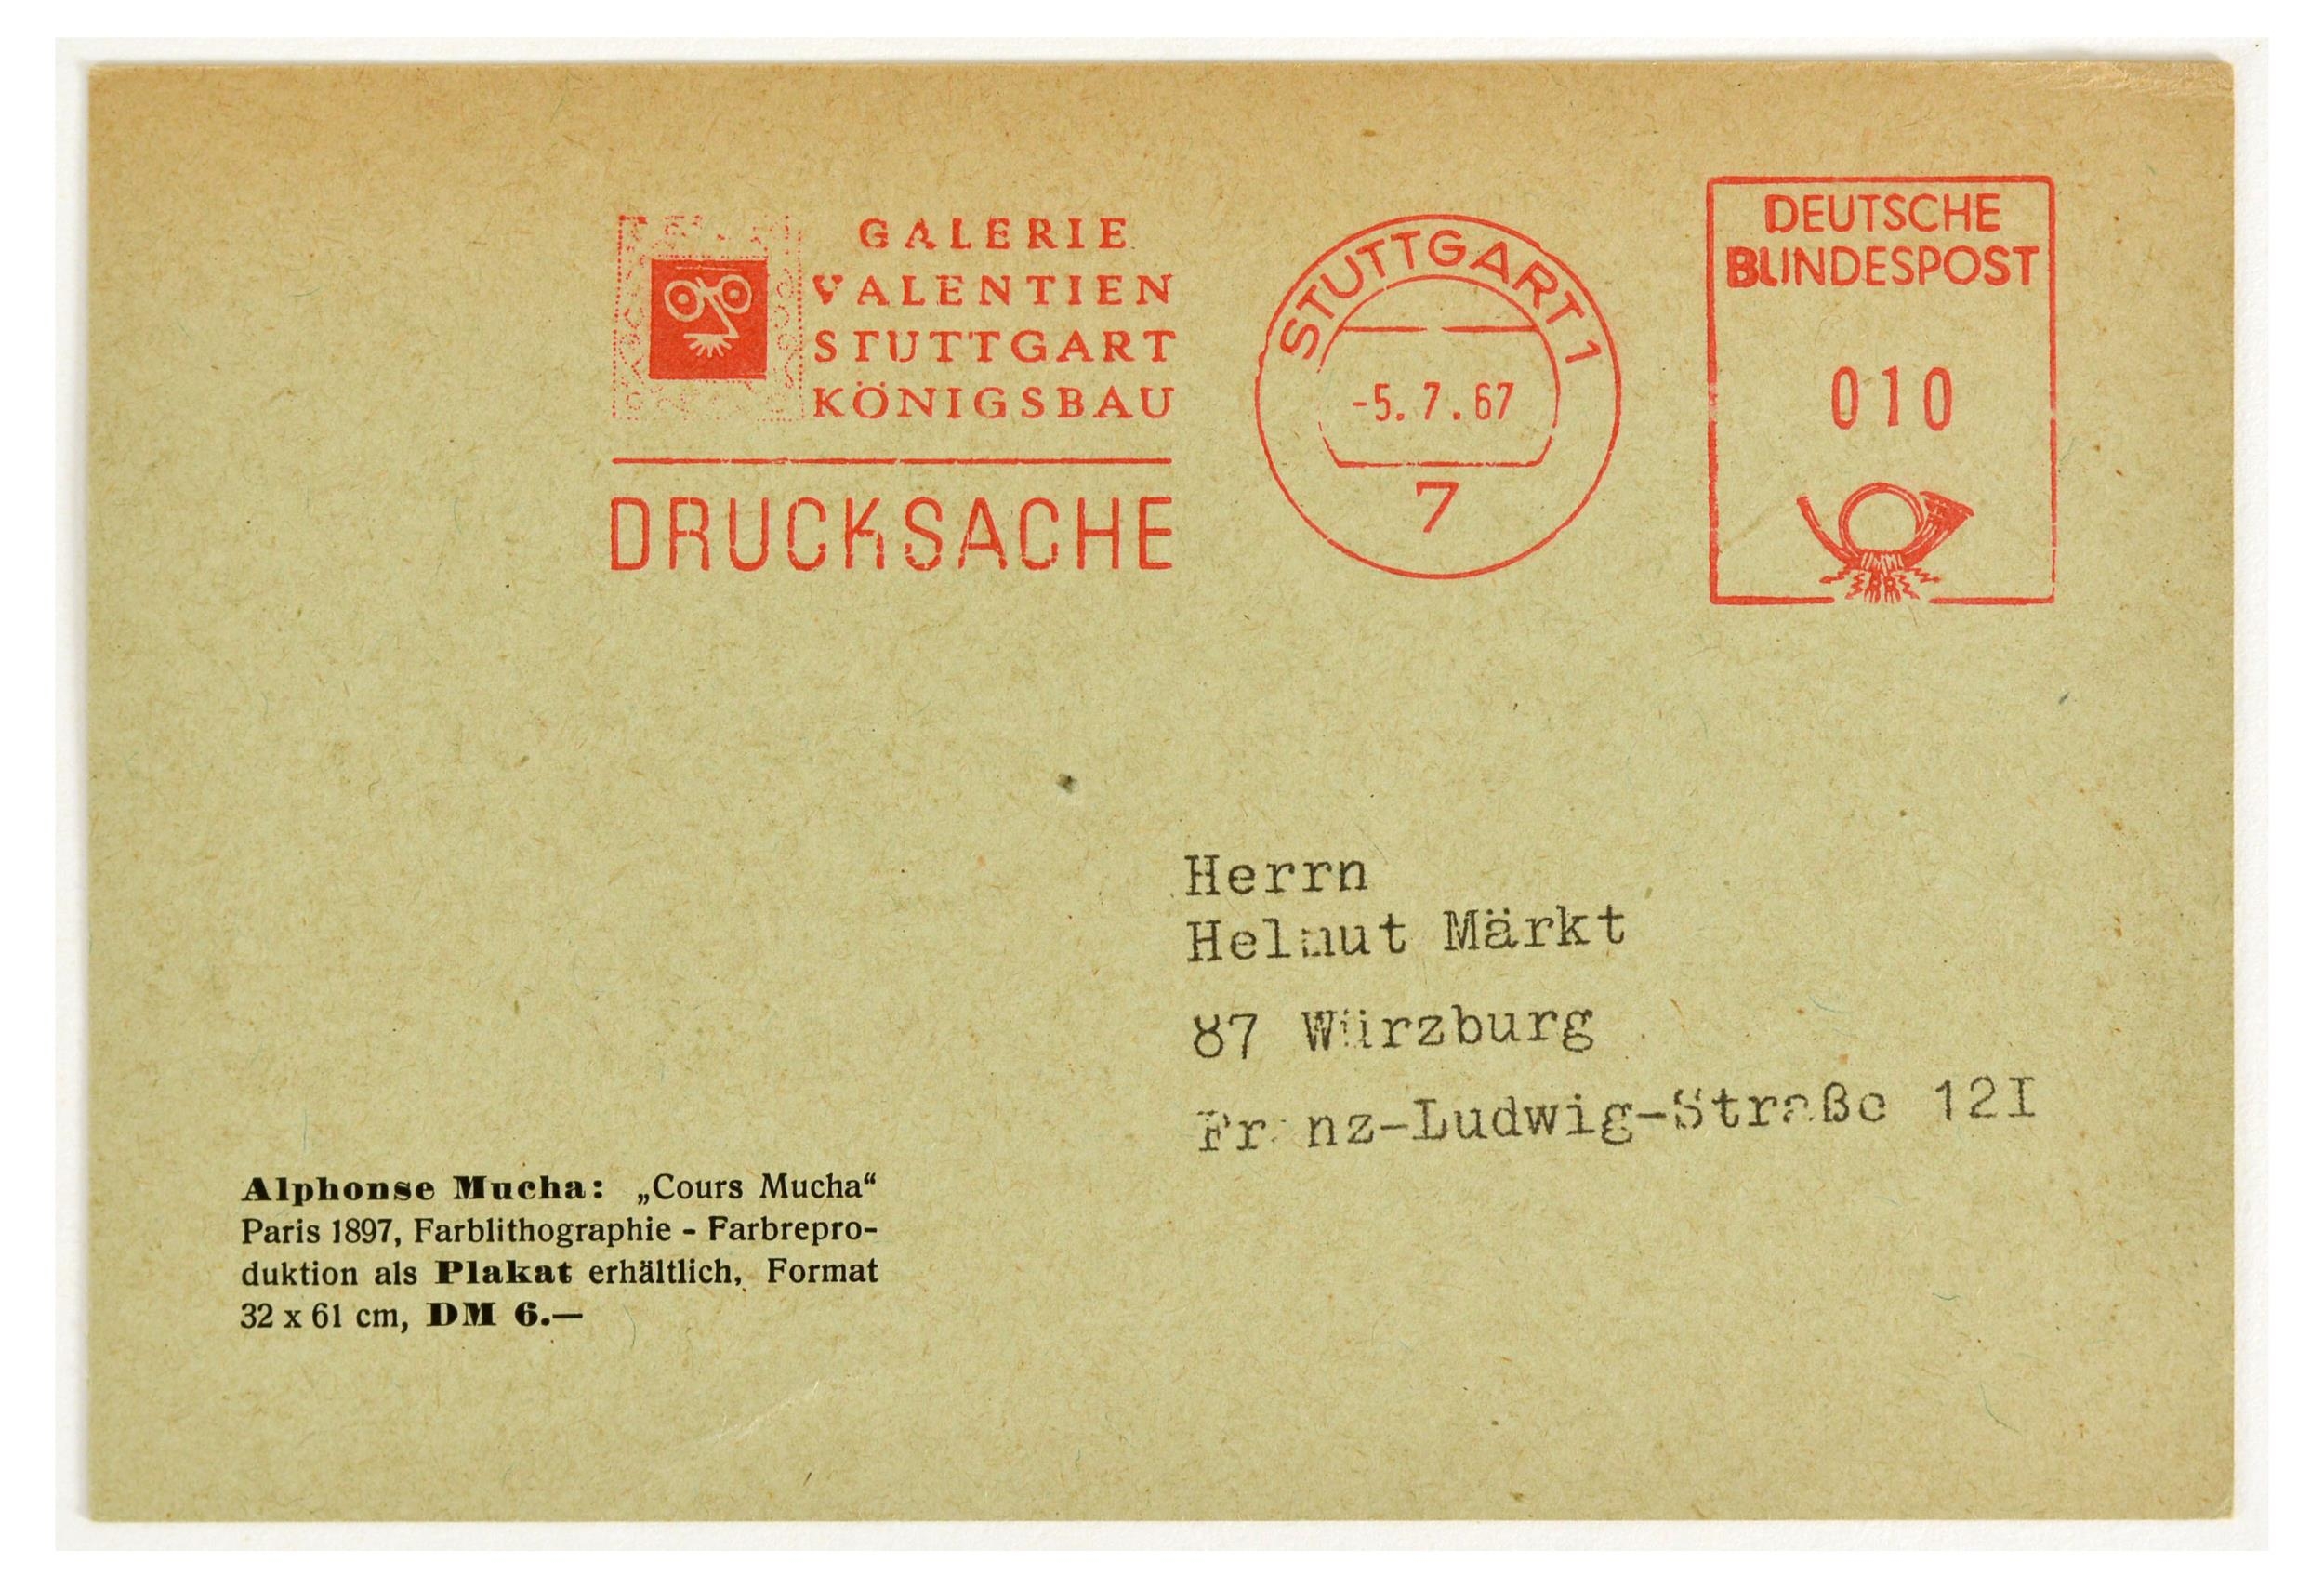 GALERIE
VALENTIEN
STUTTGART
KÖNIGSBAU
DRUCKSACHE
STUTTGART 1
-5.7.67
7
DEUTSCHE
BUNDESPOST
010
Herrn
Helmut Märkt
87 Würzburg
Franz-Ludwig-Straße 12I
Alphonse Mucha: „Cours Mucha“
Paris 1897, Farblithographie - Farbrepro-
duktion als Plakat erhältlich, Format
32 x 61 cm, DM 6.—